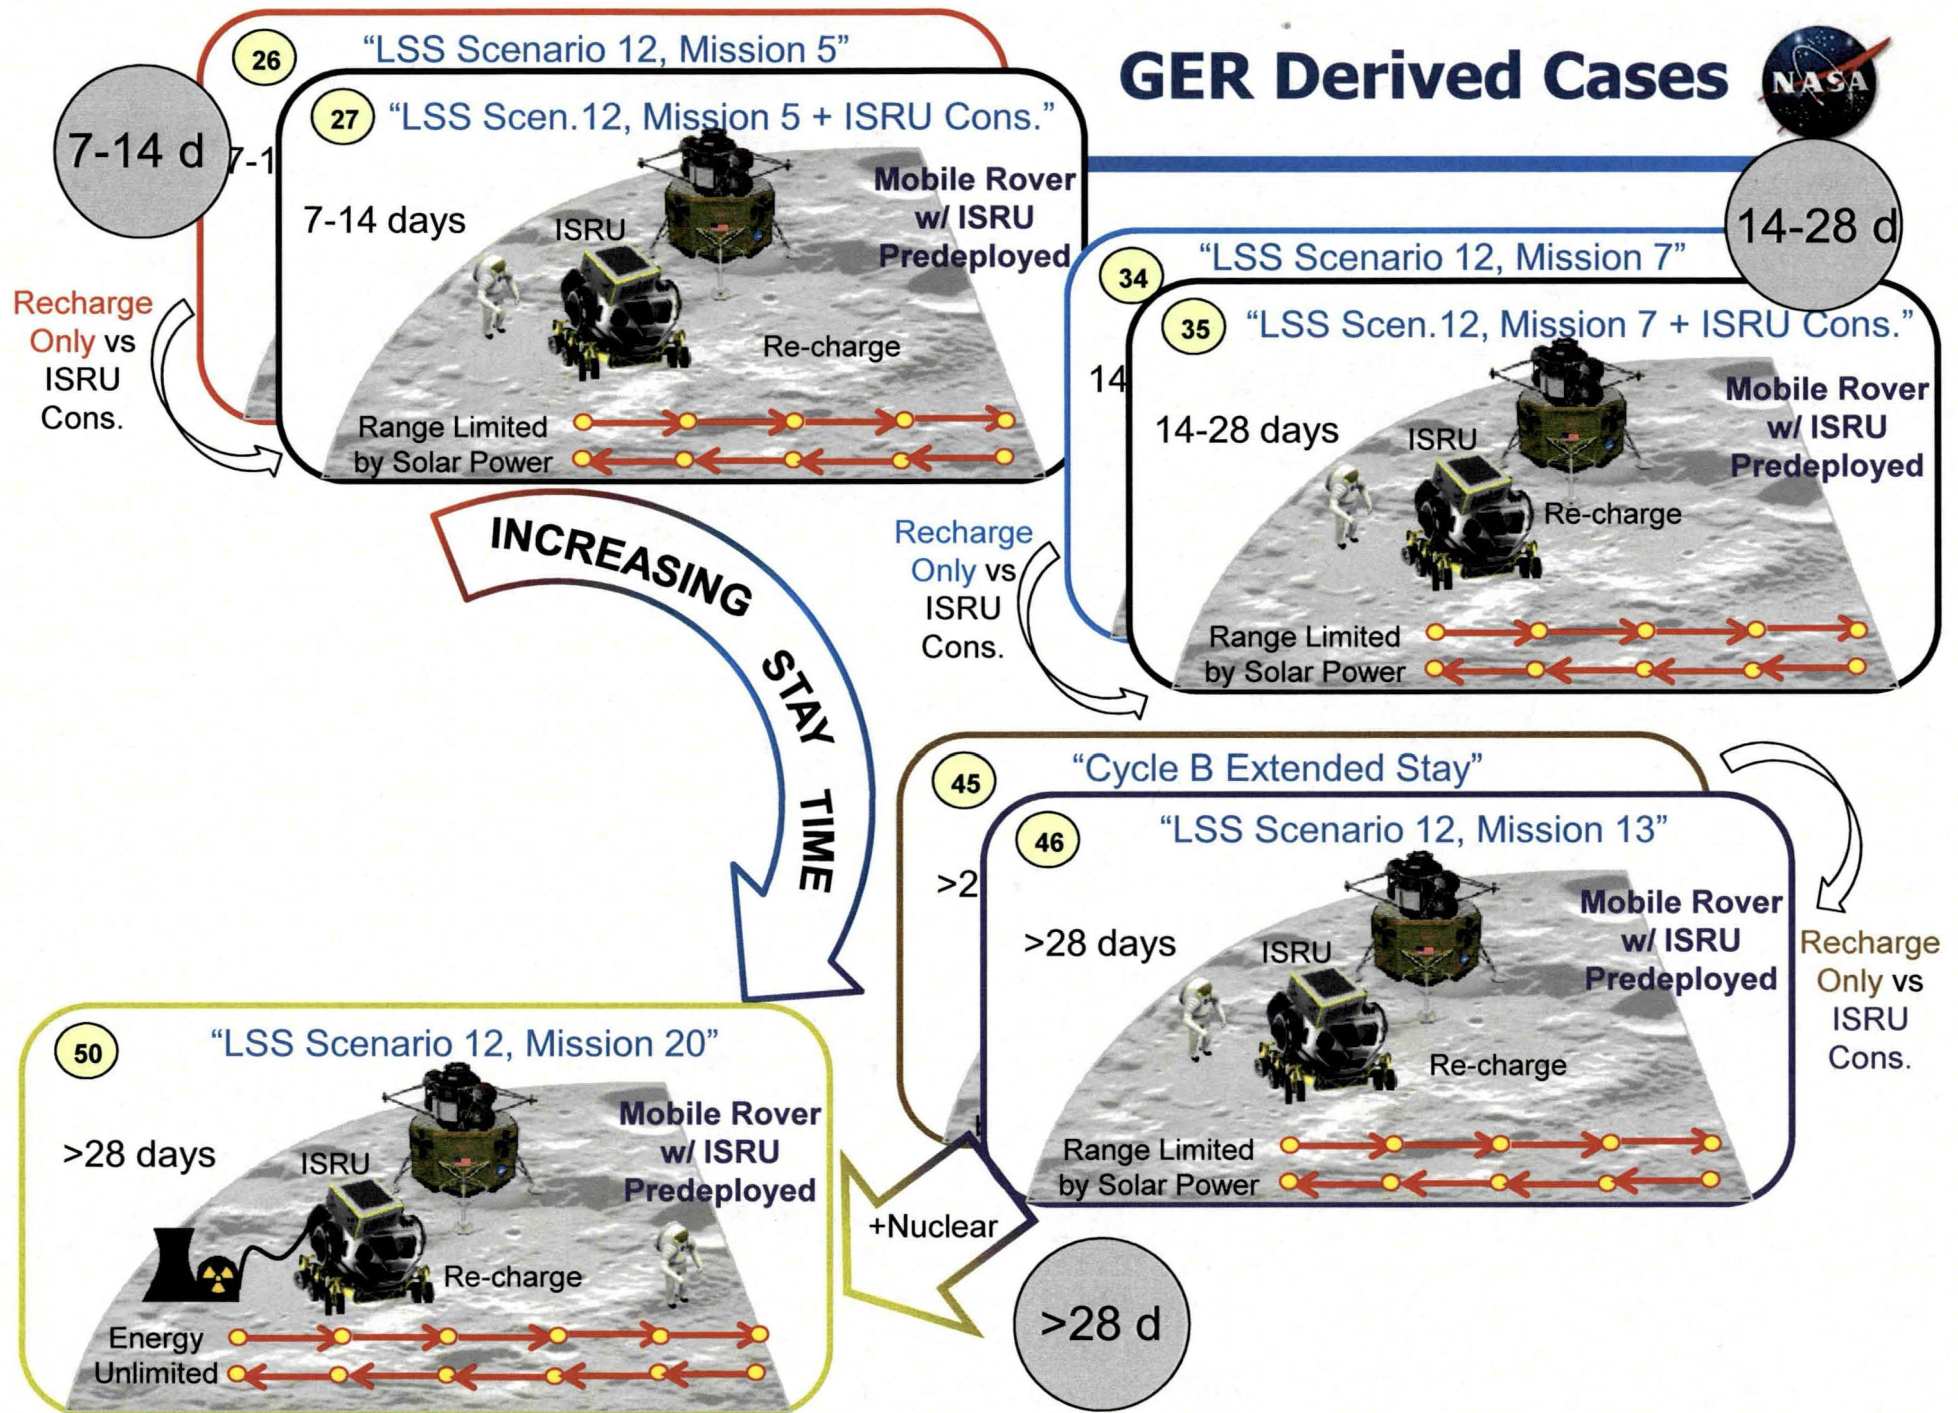 GER Derived Cases
NASA
26
“LSS Scenario 12, Mission 5”
7-14 d
7-1
27
“LSS Scen.12, Mission 5 + ISRU Cons.”
7-14 days
ISRU
Mobile Rover
w/ ISRU
Predeployed
Re-charge
Range Limited
by Solar Power
Recharge
Only vs
ISRU
Cons.
14-28 d
34
“LSS Scenario 12, Mission 7”
14
35
“LSS Scen.12, Mission 7 + ISRU Cons.”
14-28 days
ISRU
Mobile Rover
w/ ISRU
Predeployed
Re-charge
Range Limited
by Solar Power
Recharge
Only vs
ISRU
Cons.
INCREASING STAY TIME
45
“Cycle B Extended Stay”
>2
46
“LSS Scenario 12, Mission 13”
>28 days
ISRU
Mobile Rover
w/ ISRU
Predeployed
Re-charge
Range Limited
by Solar Power
Recharge
Only vs
ISRU
Cons.
50
“LSS Scenario 12, Mission 20”
>28 days
ISRU
Mobile Rover
w/ ISRU
Predeployed
Re-charge
Energy
Unlimited
+Nuclear
>28 d